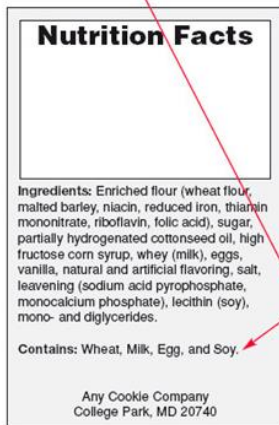 Nutrition Facts
Ingredients: Enriched flour (wheat flour,
malted barley, niacin, reduced iron, thiamin
mononitrate, riboflavin, folic acid), sugar,
partially hydrogenated cottonseed oil, high
fructose corn syrup, whey (milk), eggs,
vanilla, natural and artificial flavoring, salt,
leavening (sodium acid pyrophosphate,
monocalcium phosphate), lecithin (soy),
mono- and diglycerides.
Contains: Wheat, Milk, Egg, and Soy.
Any Cookie Company
College Park, MD 20740